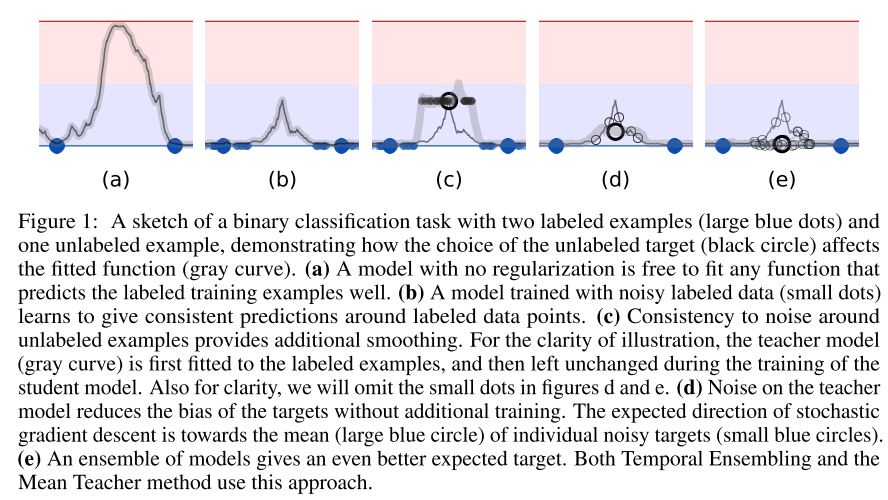 (a) (b) (c) (d) (e)
Figure 1: A sketch of a binary classification task with two labeled examples (large blue dots) and
one unlabeled example, demonstrating how the choice of the unlabeled target (black circle) affects
the fitted function (gray curve). (a) A model with no regularization is free to fit any function that
predicts the labeled training examples well. (b) A model trained with noisy labeled data (small dots)
learns to give consistent predictions around labeled data points. (c) Consistency to noise around
unlabeled examples provides additional smoothing. For the clarity of illustration, the teacher model
(gray curve) is first fitted to the labeled examples, and then left unchanged during the training of the
student model. Also for clarity, we will omit the small dots in figures d and e. (d) Noise on the teacher
model reduces the bias of the targets without additional training. The expected direction of stochastic
gradient descent is towards the mean (large blue circle) of individual noisy targets (small blue circles).
(e) An ensemble of models gives an even better expected target. Both Temporal Ensembling and the
Mean Teacher method use this approach.